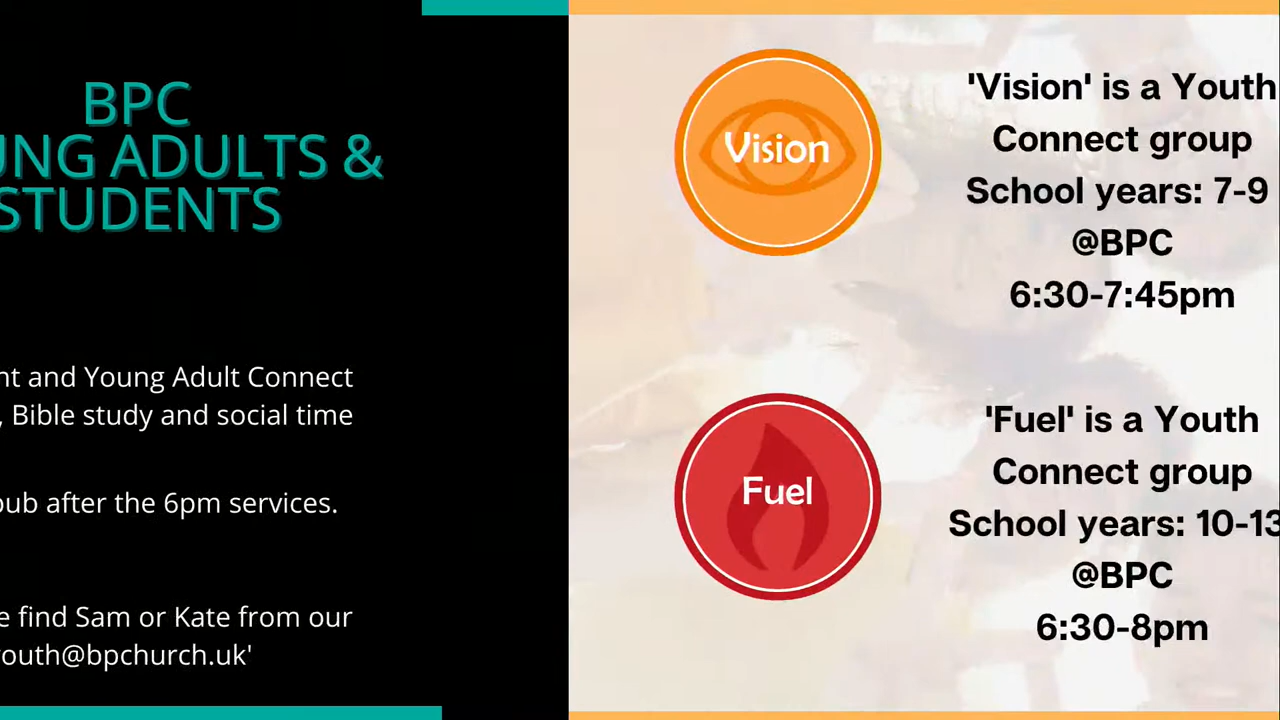 BPC
UNG ADULTS &
STUDENTS
nt and Young Adult Connect
, Bible study and social time
pub after the 6pm services.
e find Sam or Kate from our
youth@bpchurch.uk'
Vision
'Vision' is a Youth
Connect group
School years: 7-9
@BPC
6:30-7:45pm
Fuel
'Fuel' is a Youth
Connect group
School years: 10-13
@BPC
6:30-8pm